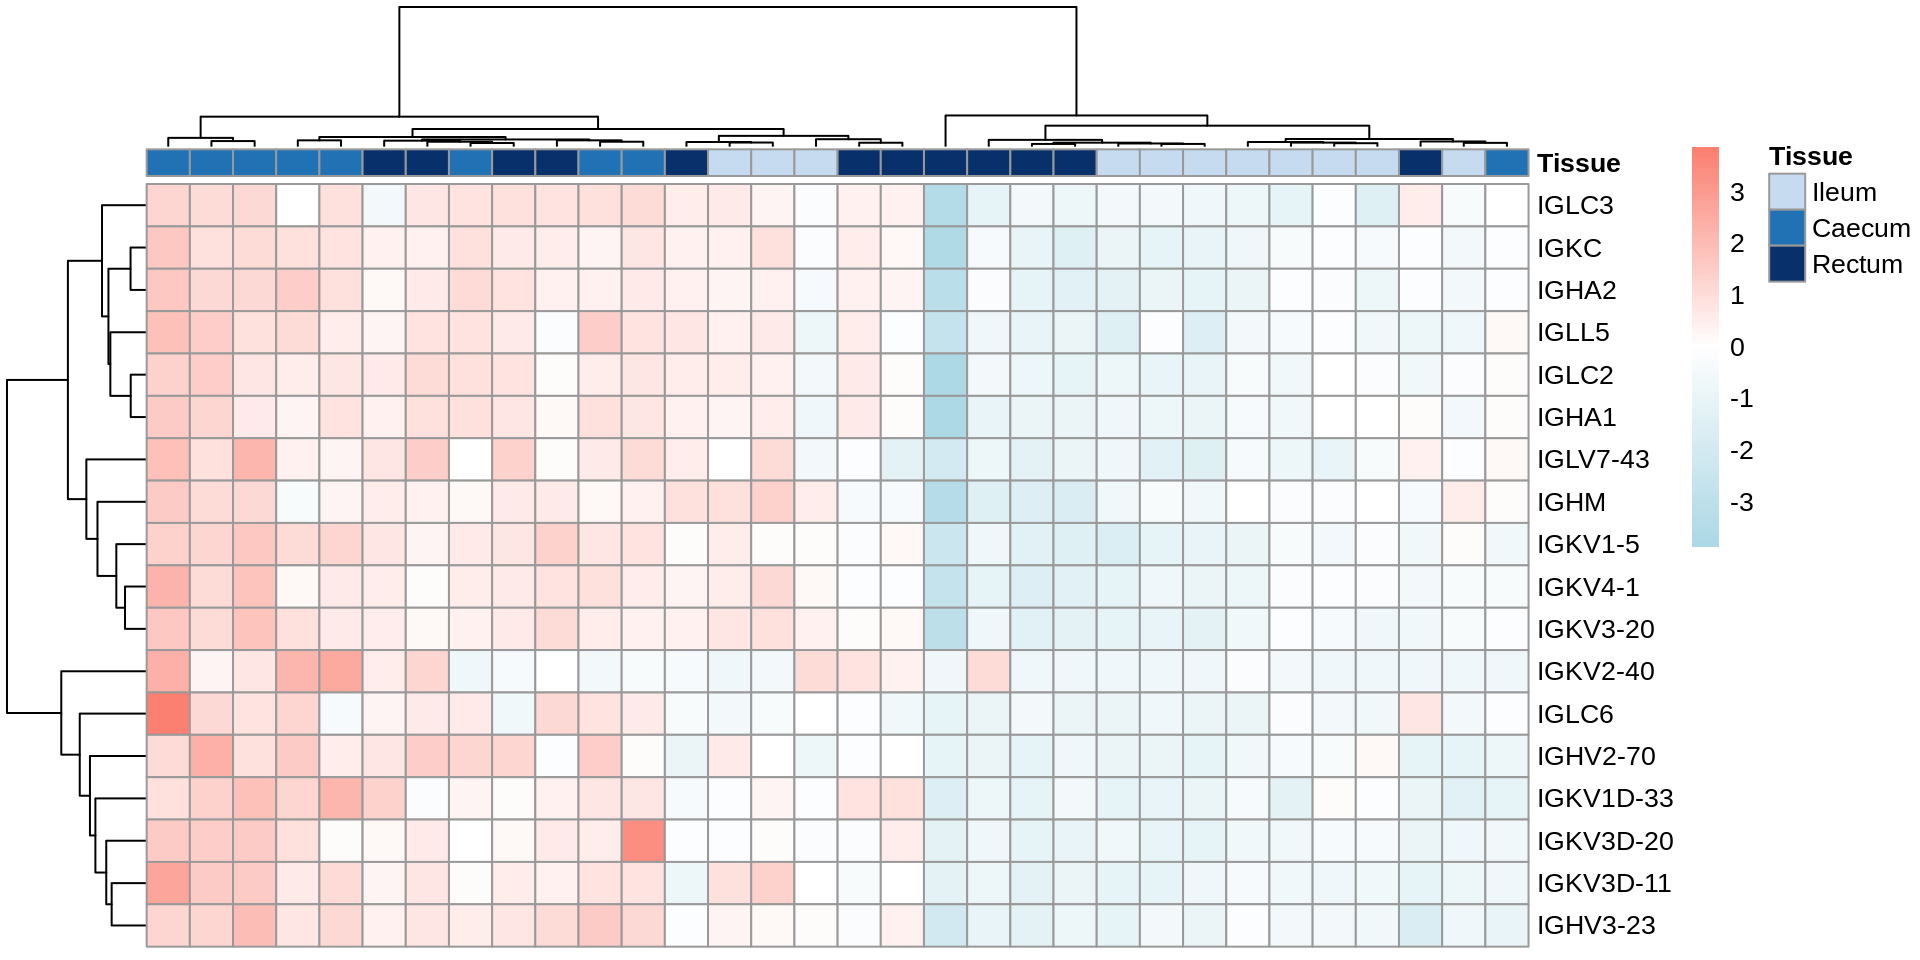 Tissue
IGLC3
IGKC
IGHA2
IGLL5
IGLC2
IGHA1
IGLV7-43
IGHM
IGKV1-5
IGKV4-1
IGKV3-20
IGKV2-40
IGLC6
IGHV2-70
IGKV1D-33
IGKV3D-20
IGKV3D-11
IGHV3-23
3
2
1
0
-1
-2
-3
Tissue
Ileum
Caecum
Rectum